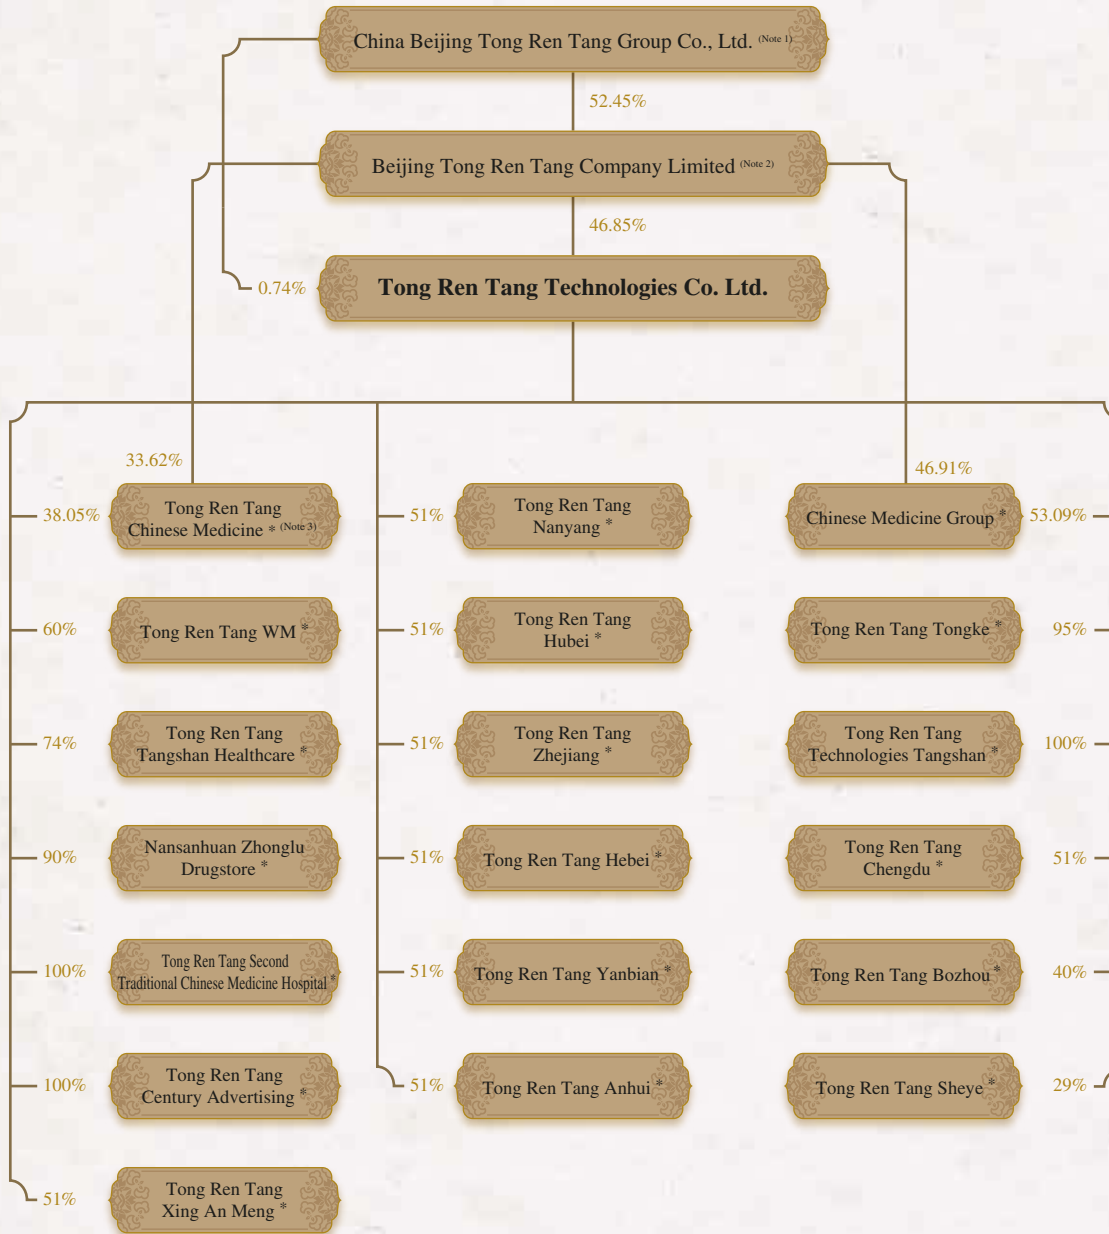 China Beijing Tong Ren Tang Group Co., Ltd. (Note 1)
52.45%
Beijing Tong Ren Tang Company Limited (Note 2)
46.85%
0.74%
Tong Ren Tang Technologies Co. Ltd.
33.62%
46.91%
38.05%
Tong Ren Tang
Chinese Medicine * (Note 3)
51%
Tong Ren Tang
Nanyang *
Chinese Medicine Group *
53.09%
60%
Tong Ren Tang WM *
51%
Tong Ren Tang
Hubei *
Tong Ren Tang Tongke *
95%
74%
Tong Ren Tang
Tangshan Healthcare *
51%
Tong Ren Tang
Zhejiang *
Tong Ren Tang
Technologies Tangshan *
100%
90%
Nansanhuan Zhonglu
Drugstore *
51%
Tong Ren Tang Hebei *
Tong Ren Tang
Chengdu *
51%
100%
Tong Ren Tang Second
Traditional Chinese Medicine Hospital *
51%
Tong Ren Tang Yanbian *
Tong Ren Tang Bozhou *
40%
100%
Tong Ren Tang
Century Advertising *
51%
Tong Ren Tang Anhui *
Tong Ren Tang Sheye *
29%
51%
Tong Ren Tang
Xing An Meng *